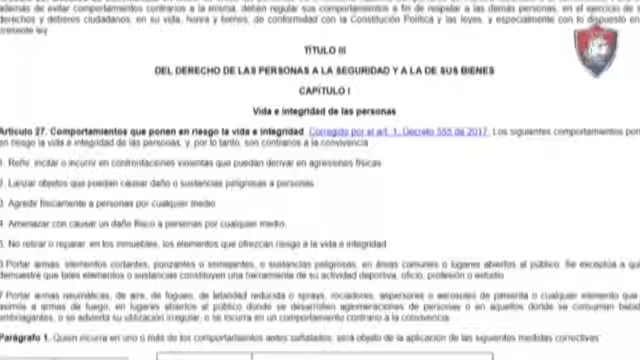 además de evitar comportamientos contrarios a la misma, deben regular sus comportamientos a fin de respetar a las demás personas, en el ejercicio de s
derechos y deberes ciudadanos, en su vida, honra y bienes, de conformidad con la Constitución Política y las leyes, y especialmente con lo dispuesto en
presente ley
TÍTULO III
DEL DERECHO DE LAS PERSONAS A LA SEGURIDAD Y A LA DE SUS BIENES
CAPÍTULO I
Vida e integridad de las personas
Artículo 27. Comportamientos que ponen en riesgo la vida e integridad. Corregido por el art. 1, Decreto 555 de 2017. Los siguientes comportamientos pon
en riesgo la vida e integridad de las personas, y, por lo tanto, son contrarios a la convivencia
1. Reñir, incitar o incurrir en confrontaciones violentas que puedan derivar en agresiones físicas
2. Lanzar objetos que puedan causar daño o sustancias peligrosas a personas
3. Agredir físicamente a personas por cualquier medio
4. Amenazar con causar un daño físico a personas por cualquier medio
5. No retirar o reparar, en los inmuebles, los elementos que ofrezcan riesgo a la vida e integridad
6 Portar armas, elementos cortantes, punzantes o semejantes, o sustancias peligrosas, en áreas comunes o lugares abiertos al público. Se exceptúa a qui
demuestre que tales elementos o sustancias constituyen una herramienta de su actividad deportiva, oficio, profesión o estudio
7 Portar armas neumáticas, de aire, de fogueo, de letalidad reducida o sprays, rociadores, aspersores o aerosoles de pimienta o cualquier elemento que
asimile a armas de fuego, en lugares abiertos al público donde se desarrollen aglomeraciones de personas o en aquellos donde se consuman bebid
embriagantes, o se advierta su utilización irregular, o se incurra en un comportamiento contrario a la convivencia
Parágrafo 1. Quien incurra en uno o más de los comportamientos antes señalados, será objeto de la aplicación de las siguientes medidas correctivas